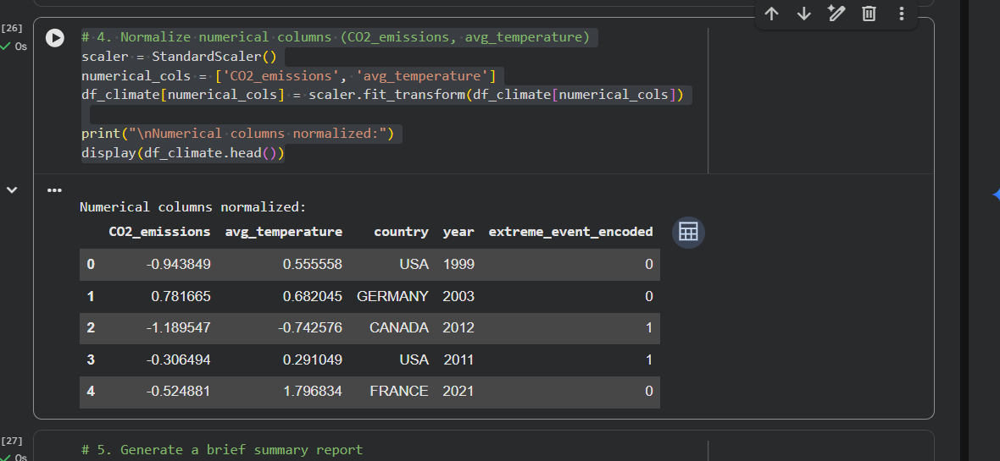 [26]
0s
# 4. Normalize numerical columns (CO2_emissions, avg_temperature)
scaler = StandardScaler()
numerical_cols = ['CO2_emissions', 'avg_temperature']
df_climate[numerical_cols] = scaler.fit_transform(df_climate[numerical_cols])
print("\nNumerical columns normalized:")
display(df_climate.head())
Numerical columns normalized:
CO2_emissions avg_temperature country year extreme_event_encoded
0 -0.943849 0.555558 USA 1999 0
1 0.781665 0.682045 GERMANY 2003 0
2 -1.189547 -0.742576 CANADA 2012 1
3 -0.306494 0.291049 USA 2011 1
4 -0.524881 1.796834 FRANCE 2021 0
[27]
0s
# 5. Generate a brief summary report